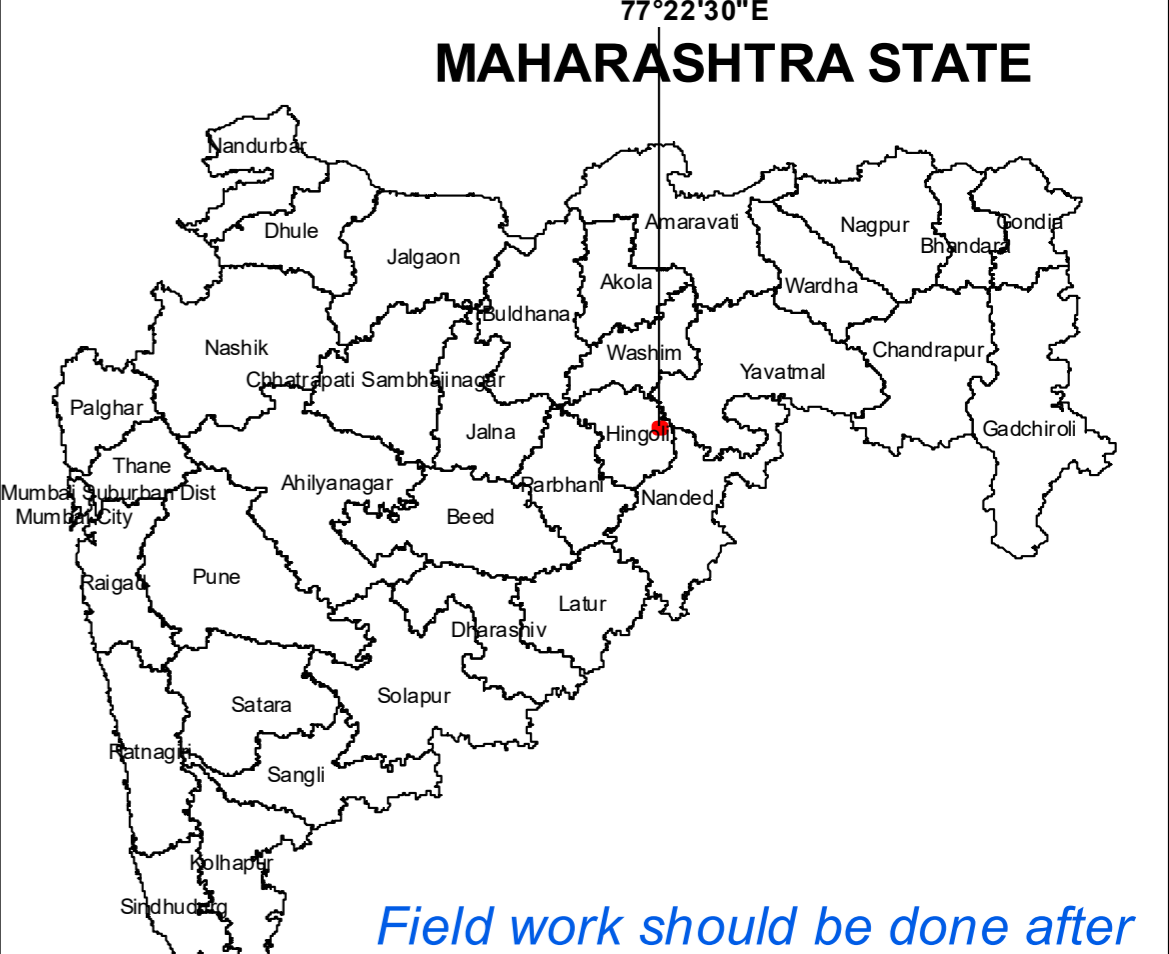 77°22'30"E
MAHARASHTRA STATE
Nandurbar
Dhule
Jalgaon
Amaravati
Nagpur
Gondia
Bhandara
Akola
Wardha
Buldhana
Nashik
Washim
Chandrapur
Chhatrapati Sambhajinagar
Yavatmal
Palghar
Jalna
Hingoli
Gadchiroli
Thane
Ahilyanagar
Parbhani
Mumbai Suburban Dist
Nanded
Mumbai City
Beed
Raigad
Pune
Latur
Dharashiv
Satara
Solapur
Ratnagiri
Sangli
Kolhapur
Sindhudurg
Field work should be done after